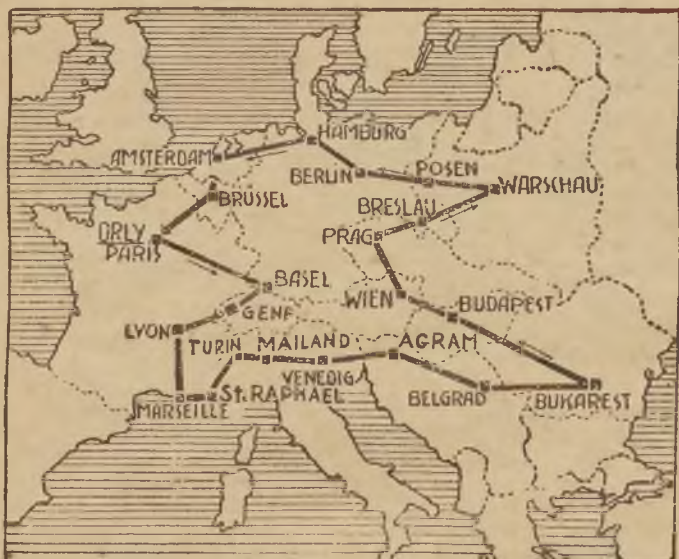 HAMBURG
AMSTERDAM
BERLIN
POSEN
WARSCHAU
BRÜSSEL
BRESLAU
ORLY
PARIS
PRAG
BASEL
WIEN
BUDAPEST
GENF
LYON
TURIN
MAILAND
AGRAM
VENEDIG
St. RAPHAEL
MARSEILLE
BELGRAD
BUKAREST